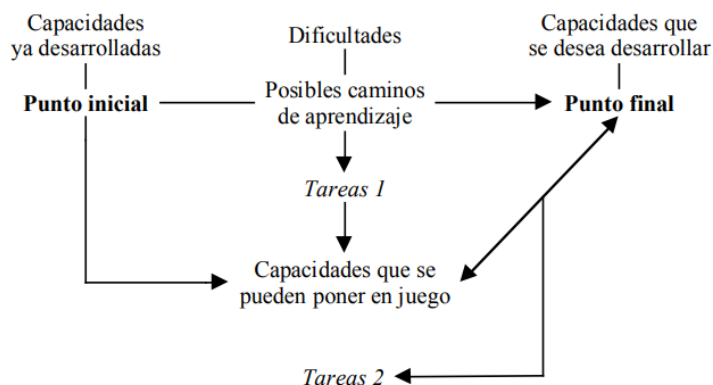 Capacidades
ya desarrolladas
Dificultades
Capacidades que
se desea desarrollar
Punto inicial
Posibles caminos
de aprendizaje
Punto final
Tareas 1
Capacidades que se
pueden poner en juego
Tareas 2